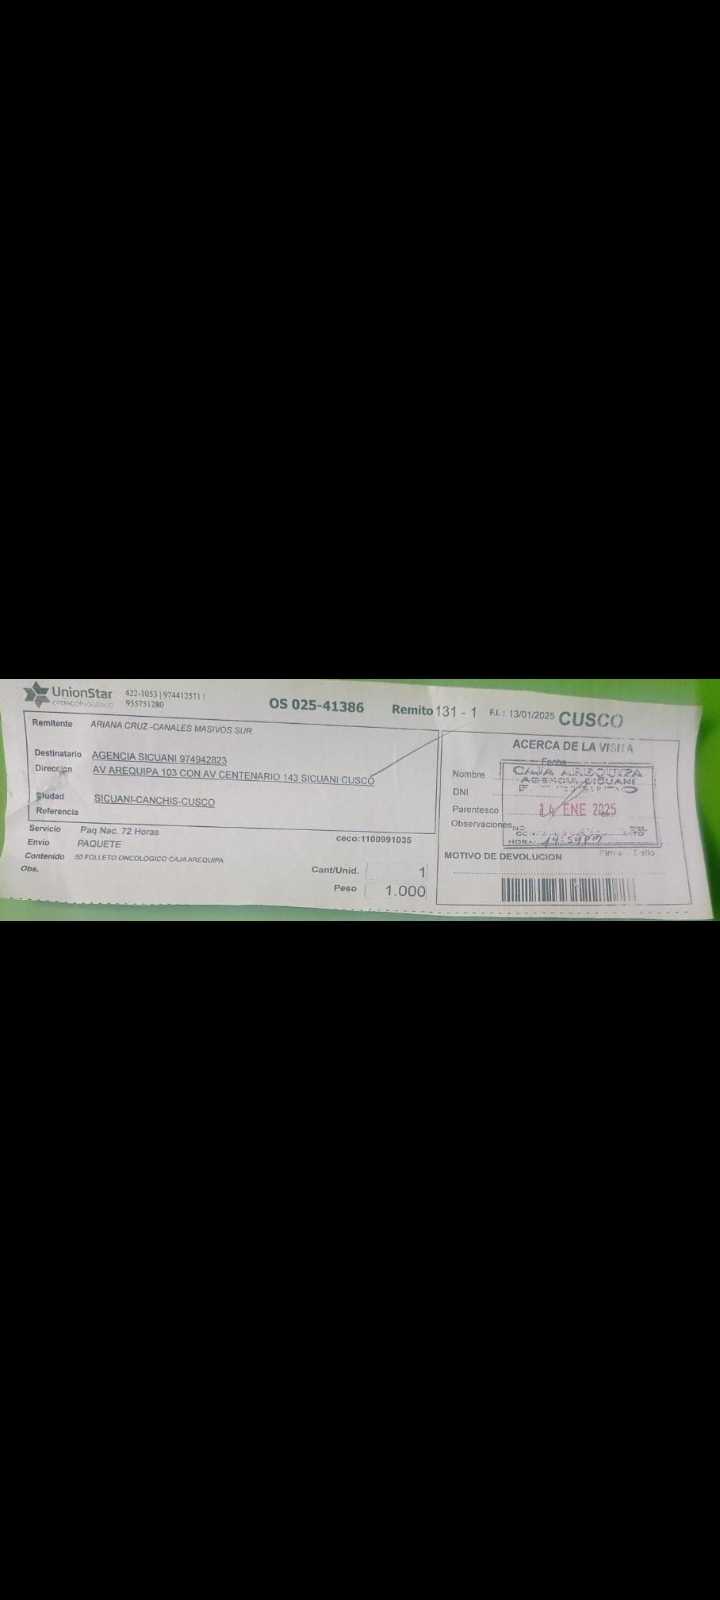 UnionStar 422-1053 | 974412511 |
955751280
OS 025-41386 Remito 131 - 1 F.I. : 13/01/2025 CUSCO
Remitente ARIANA CRUZ -CANALES MASIVOS SUR
Destinatario AGENCIA SICUANI 974942823
Direccion AV AREQUIPA 103 CON AV CENTENARIO 143 SICUANI CUSCO
Ciudad SICUANI-CANCHIS-CUSCO
Referencia
Servicio Paq Nac. 72 Horas ceco:1100991035
Envio PAQUETE
Contenido 50 FOLLETO ONCOLOGICO CAJA AREQUIPA
Obs.
Cant/Unid. 1
Peso 1.000
ACERCA DE LA VISITA
Fecha
Nombre CAJA AREQUIPA
AGENCIA SICUANI
DNI
Parentesco 14 ENE 2025
Observaciones
HORA:
MOTIVO DE DEVOLUCION